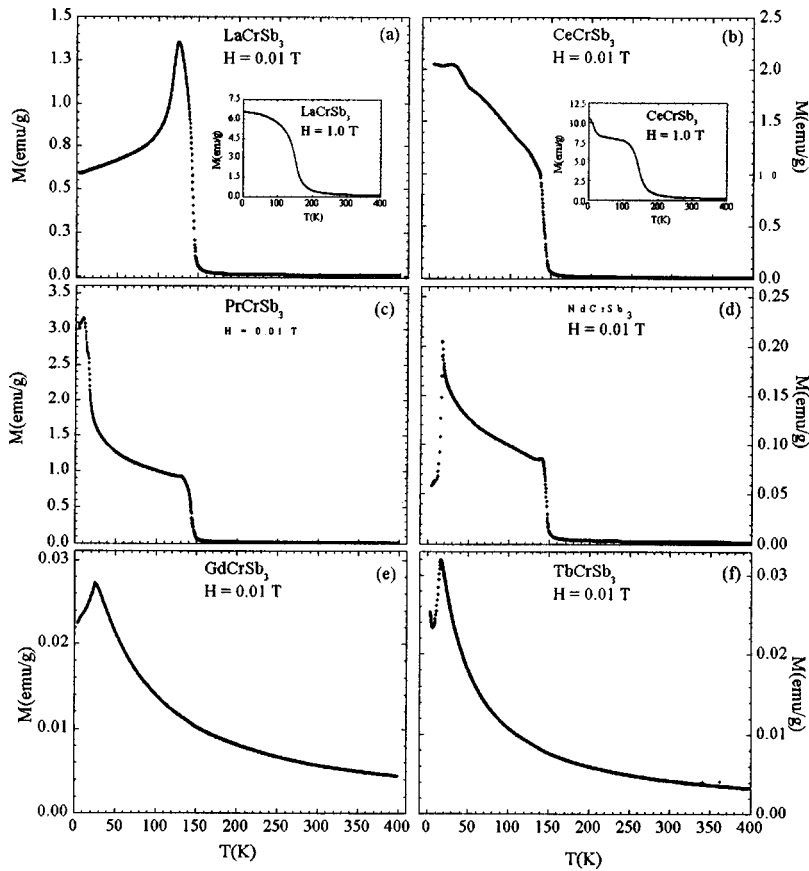 1.5
1.3
1.0
0.8
0.5
0.3
0.0
M(emu/g)
LaCrSb₃
H = 0.01 T
(a)
7.5
6.0
4.5
3.0
1.5
0.0
M(emu/g)
LaCrSb₃
H = 1.0 T
0 100 200 300 400
T(K)
CeCrSb₃
H = 0.01 T
(b)
12.5
10.0
7.5
5.0
2.5
0.0
M(emu/g)
CeCrSb₃
H = 1.0 T
0 100 200 300 400
T(K)
2.5
2.0
1.5
1 0
0.5
0.0
M(emu/g)
3.5
3.0
2.5
2.0
1.5
1.0
0.5
0.0
M(emu/g)
PrCrSb₃
H = 0.01 T
(c)
NdCrSb₃
H = 0.01 T
(d)
0.25
0.20
0.15
0.10
0.05
0.00
M(emu/g)
0.03
0.02
0.01
0.00
M(emu/g)
GdCrSb₃
H = 0.01 T
(e)
0 50 100 150 200 250 300 350 400
T(K)
TbCrSb₃
H = 0.01 T
(f)
0.03
0.02
0.01
0.00
M(emu/g)
0 50 100 150 200 250 300 350 400
T(K)